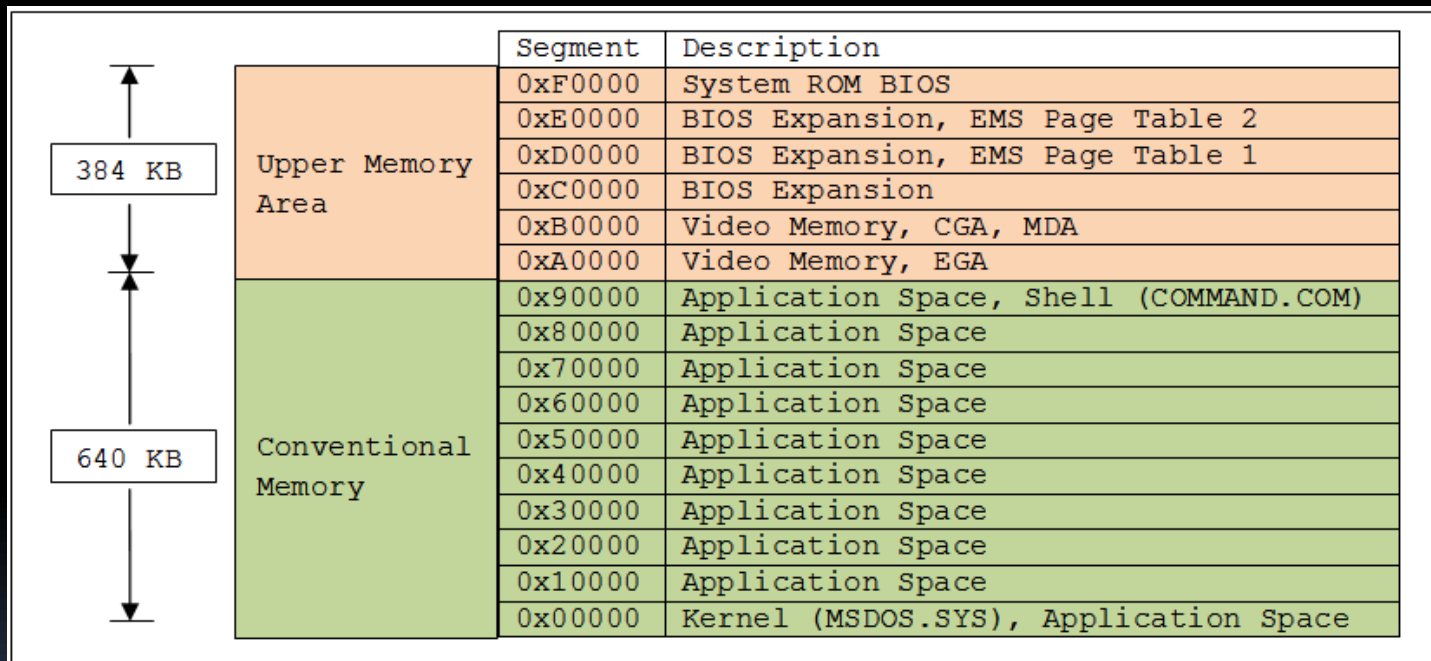 Segment Description
0xF0000 System ROM BIOS
0xE0000 BIOS Expansion, EMS Page Table 2
0xD0000 BIOS Expansion, EMS Page Table 1
0xC0000 BIOS Expansion
0xB0000 Video Memory, CGA, MDA
0xA0000 Video Memory, EGA
0x90000 Application Space, Shell (COMMAND.COM)
0x80000 Application Space
0x70000 Application Space
0x60000 Application Space
0x50000 Application Space
0x40000 Application Space
0x30000 Application Space
0x20000 Application Space
0x10000 Application Space
0x00000 Kernel (MSDOS.SYS), Application Space
384 KB
Upper Memory
Area
640 KB
Conventional
Memory